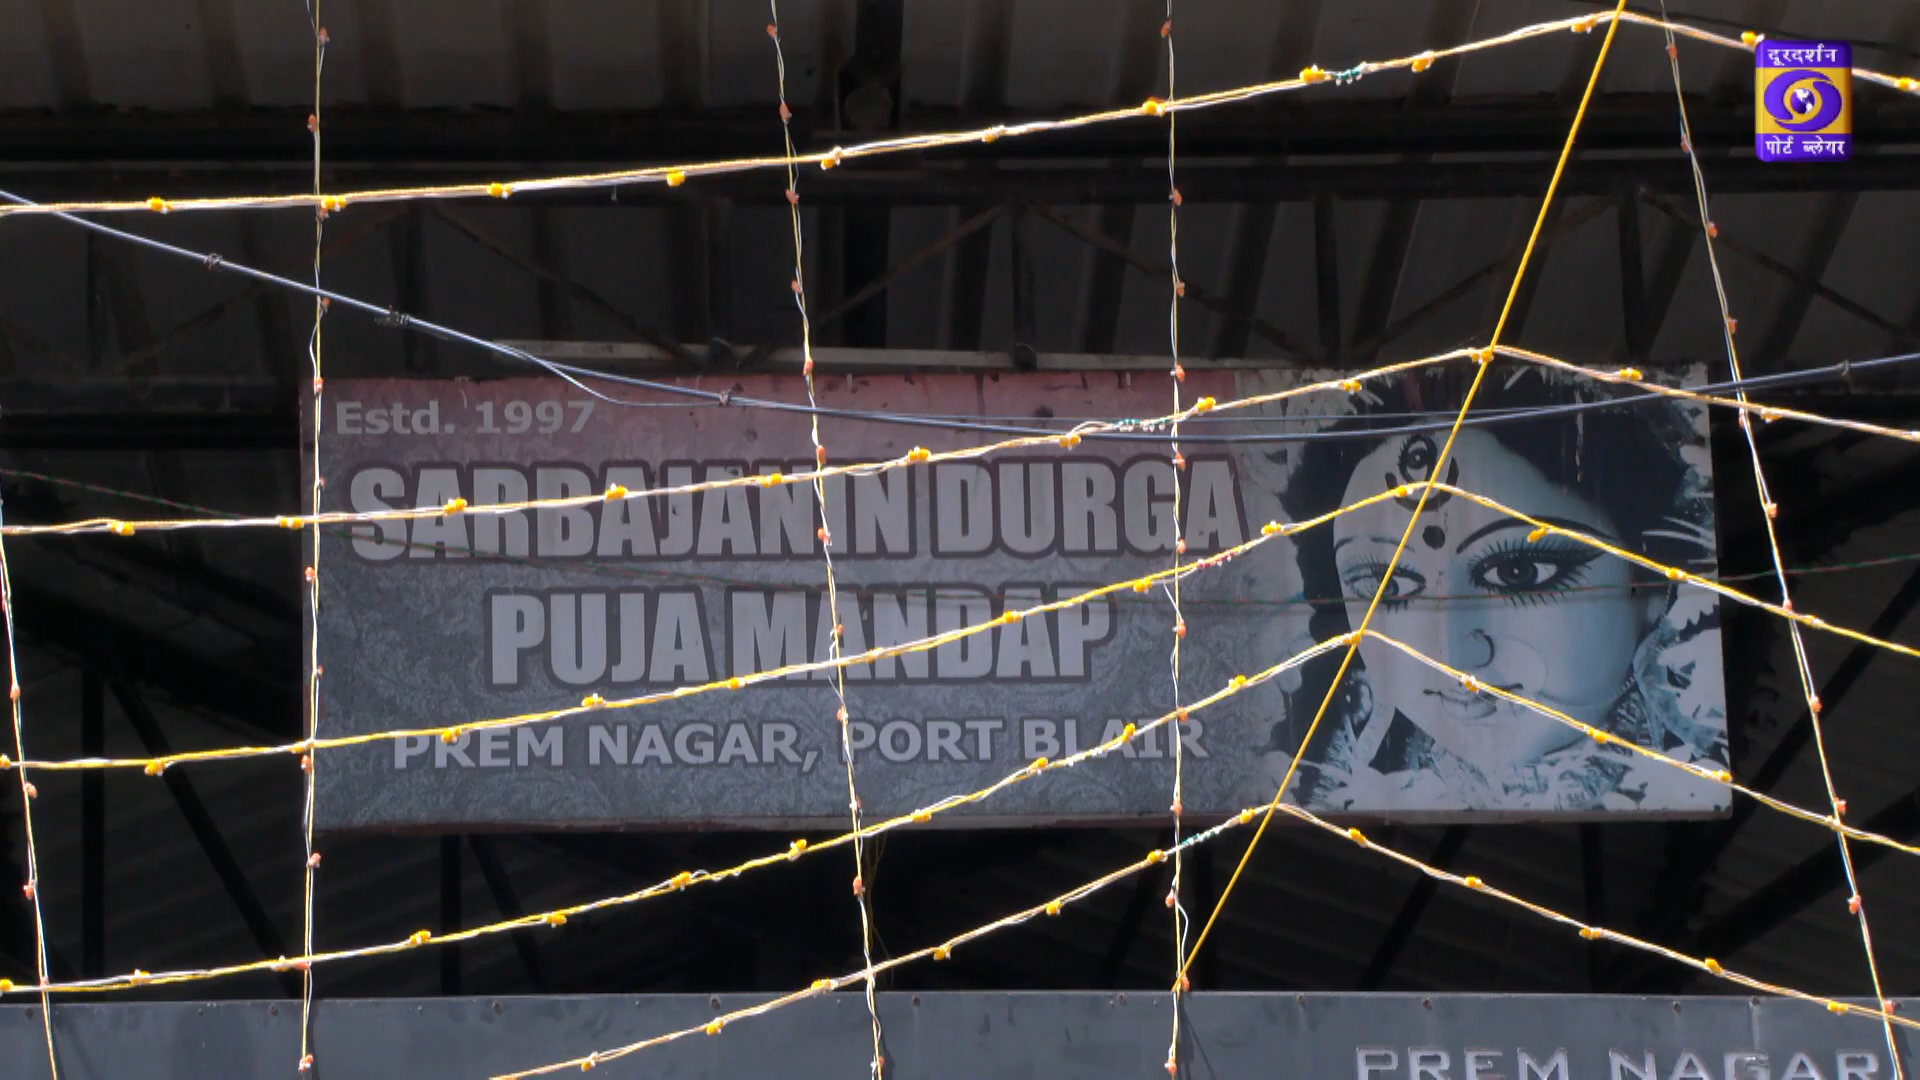 दूरदर्शन
पोर्ट ब्लेयर
Estd. 1997
SARBAJANIN DURGA
PUJA MANDAP
PREM NAGAR, PORT BLAIR
PREM NAGAR